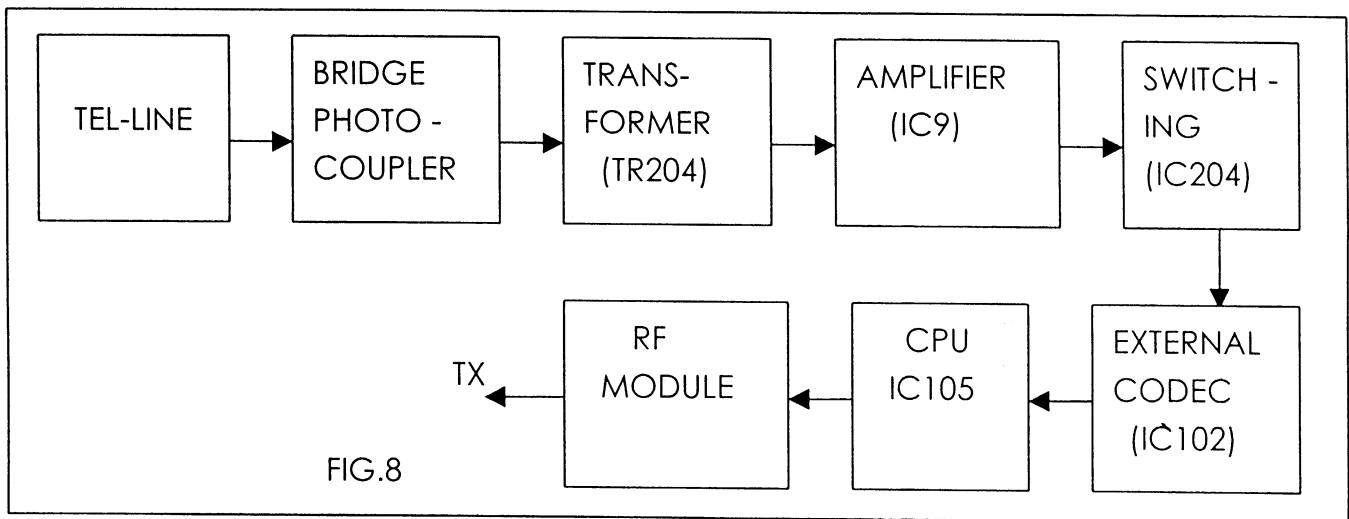 TEL-LINE
BRIDGE
PHOTO -
COUPLER
TRANS-
FORMER
(TR204)
AMPLIFIER
(IC9)
SWITCH -
ING
(IC204)
EXTERNAL
CODEC
(IC102)
CPU
IC105
RF
MODULE
TX
FIG.8